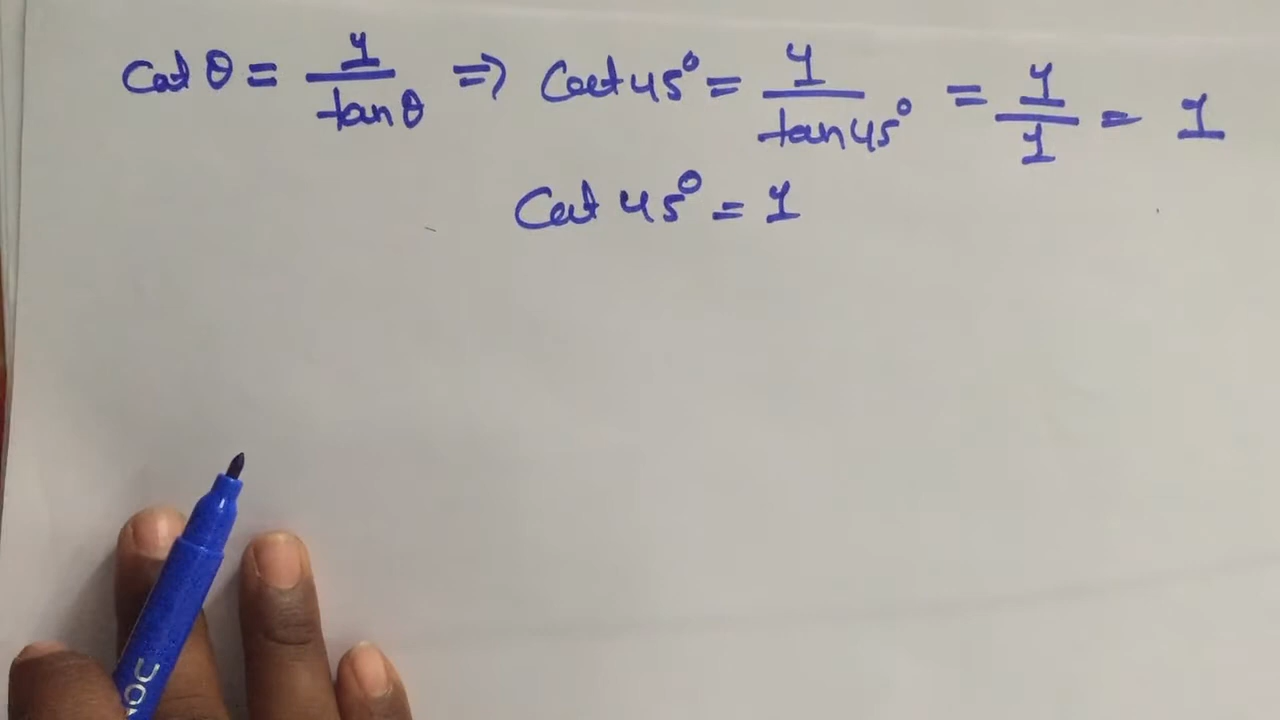 cot θ = 1/tan θ => cot 45° = 1/tan 45° = 1/1 = 1
cot 45° = 1